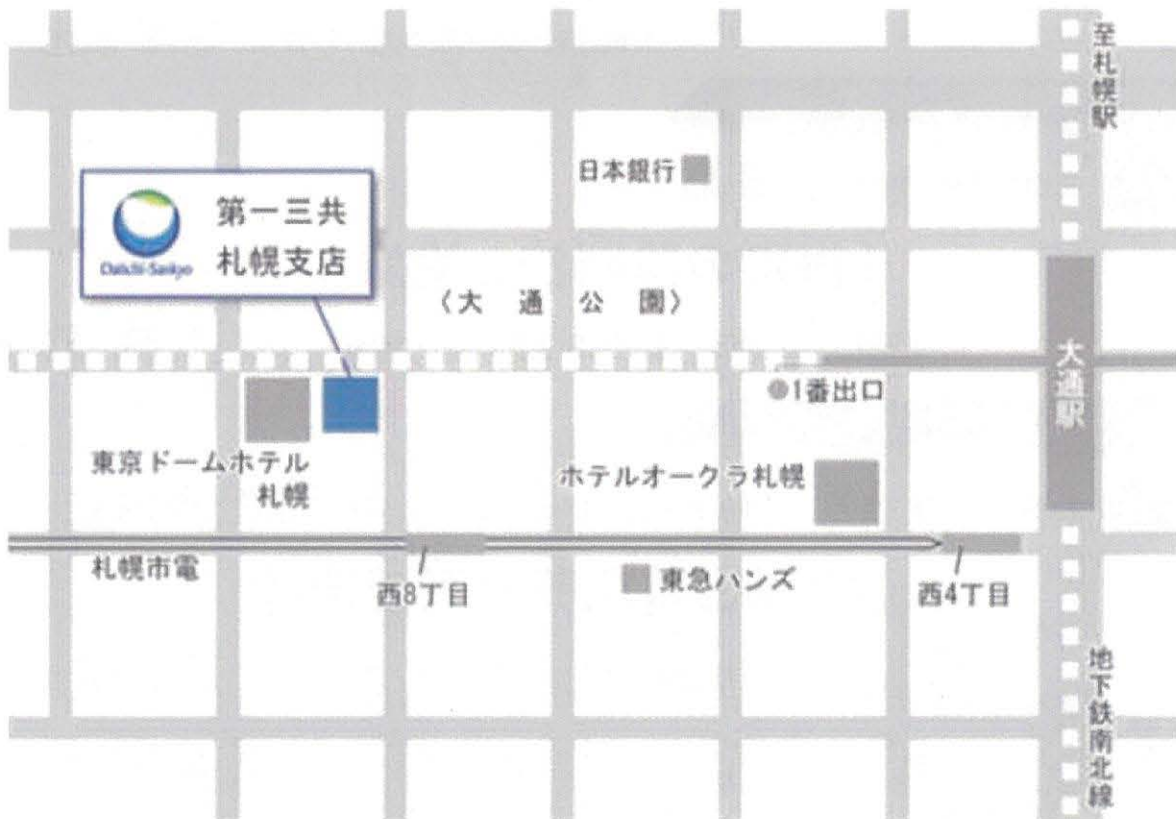 至札幌駅
日本銀行
第一三共
札幌支店
Daiichi-Sankyo
〈大通公園〉
大通駅
1番出口
東京ドームホテル
札幌
ホテルオークラ札幌
札幌市電
西8丁目
東急ハンズ
西4丁目
地下鉄南北線